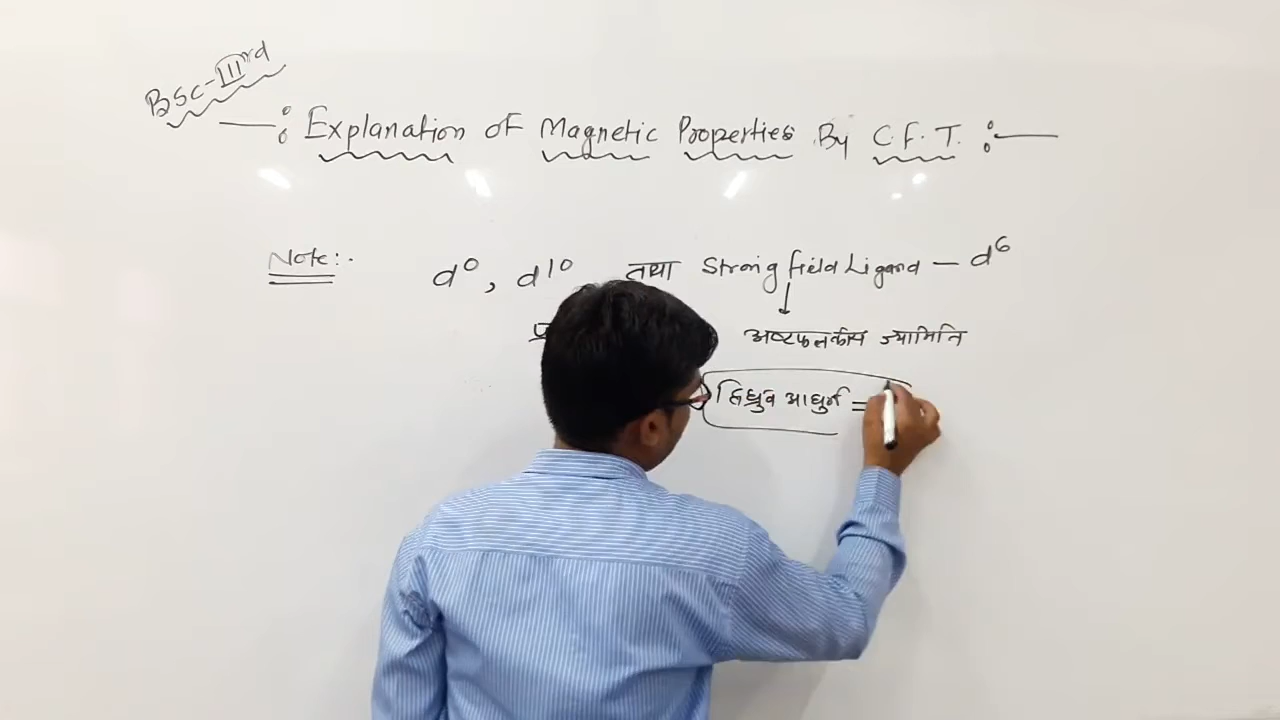 BSC-IIIrd
Explanation of Magnetic Properties By C.F.T.
Note:- d⁰, d¹⁰ तथा Strong field Ligand – d⁶
अष्टफलकीय ज्यामिति
द्विध्रुव आघुर्ण =